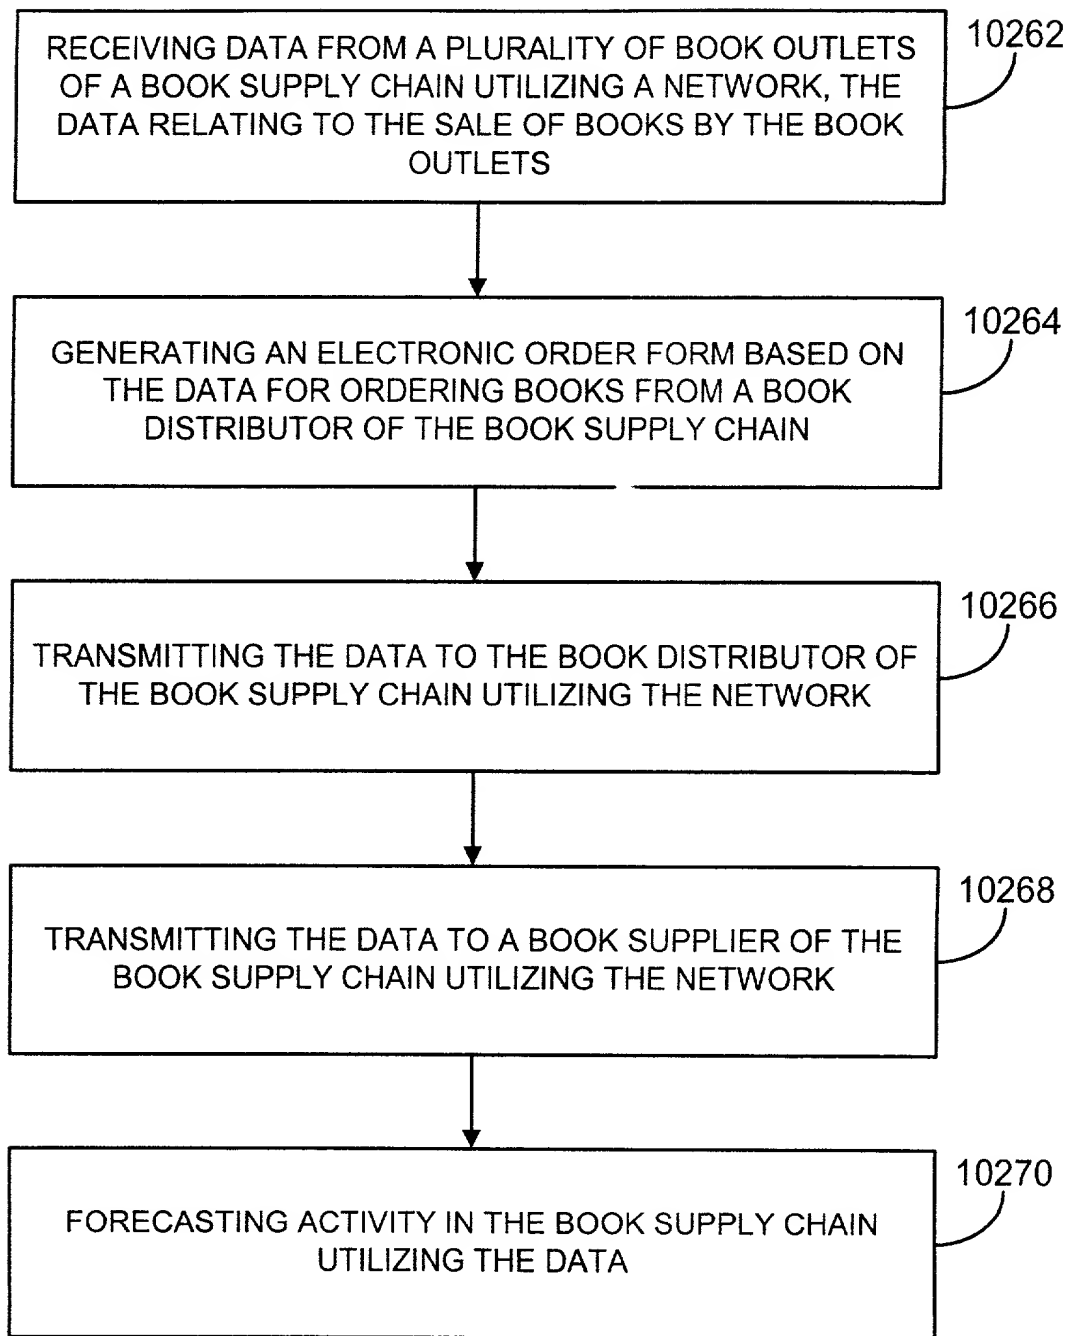 RECEIVING DATA FROM A PLURALITY OF BOOK OUTLETS
OF A BOOK SUPPLY CHAIN UTILIZING A NETWORK, THE
DATA RELATING TO THE SALE OF BOOKS BY THE BOOK
OUTLETS
10262
GENERATING AN ELECTRONIC ORDER FORM BASED ON
THE DATA FOR ORDERING BOOKS FROM A BOOK
DISTRIBUTOR OF THE BOOK SUPPLY CHAIN
10264
TRANSMITTING THE DATA TO THE BOOK DISTRIBUTOR OF
THE BOOK SUPPLY CHAIN UTILIZING THE NETWORK
10266
TRANSMITTING THE DATA TO A BOOK SUPPLIER OF THE
BOOK SUPPLY CHAIN UTILIZING THE NETWORK
10268
FORECASTING ACTIVITY IN THE BOOK SUPPLY CHAIN
UTILIZING THE DATA
10270